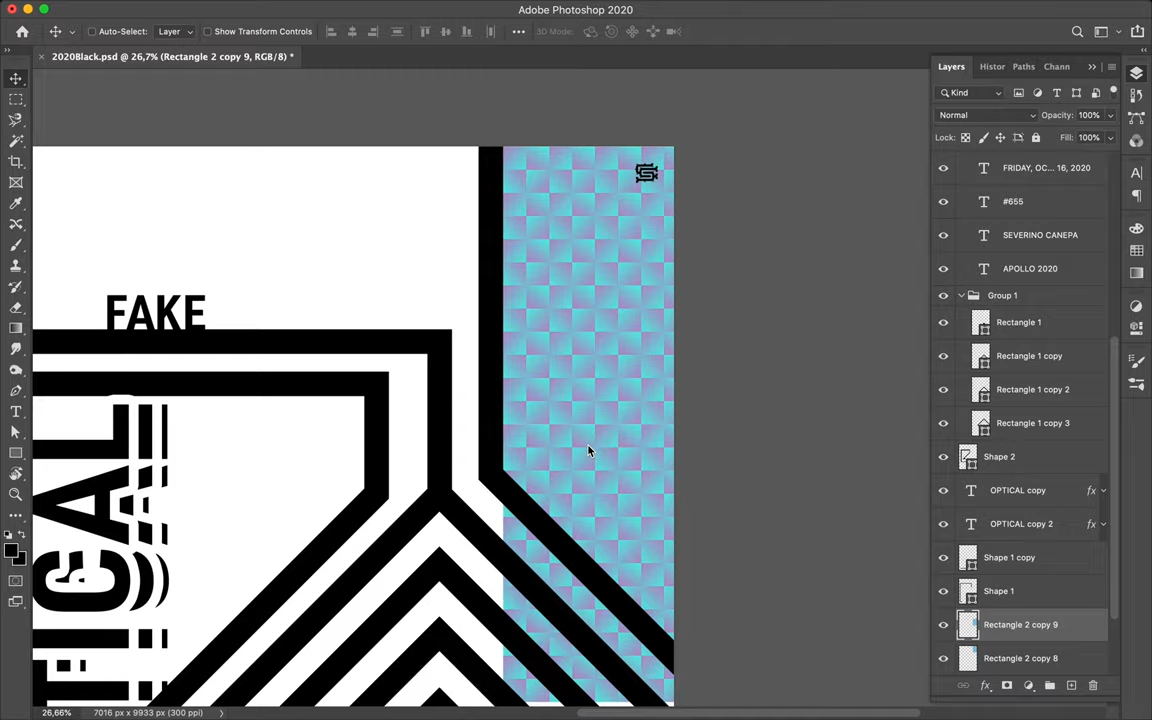 Adobe Photoshop 2020
Auto-Select: Layer Show Transform Controls 3D Mode:
2020Black.psd @ 26,7% (Rectangle 2 copy 9, RGB/8) *
Layers Histor Paths Chann
Kind
Normal Opacity: 100%
Lock: Fill: 100%
FRIDAY, OC... 16, 2020
#655
SEVERINO CANEPA
APOLLO 2020
Group 1
Rectangle 1
Rectangle 1 copy
Rectangle 1 copy 2
Rectangle 1 copy 3
Shape 2
OPTICAL copy fx
OPTICAL copy 2 fx
Shape 1 copy
Shape 1
Rectangle 2 copy 9
Rectangle 2 copy 8
FAKE
TICAL
26,66% 7016 px x 9933 px (300 ppi)